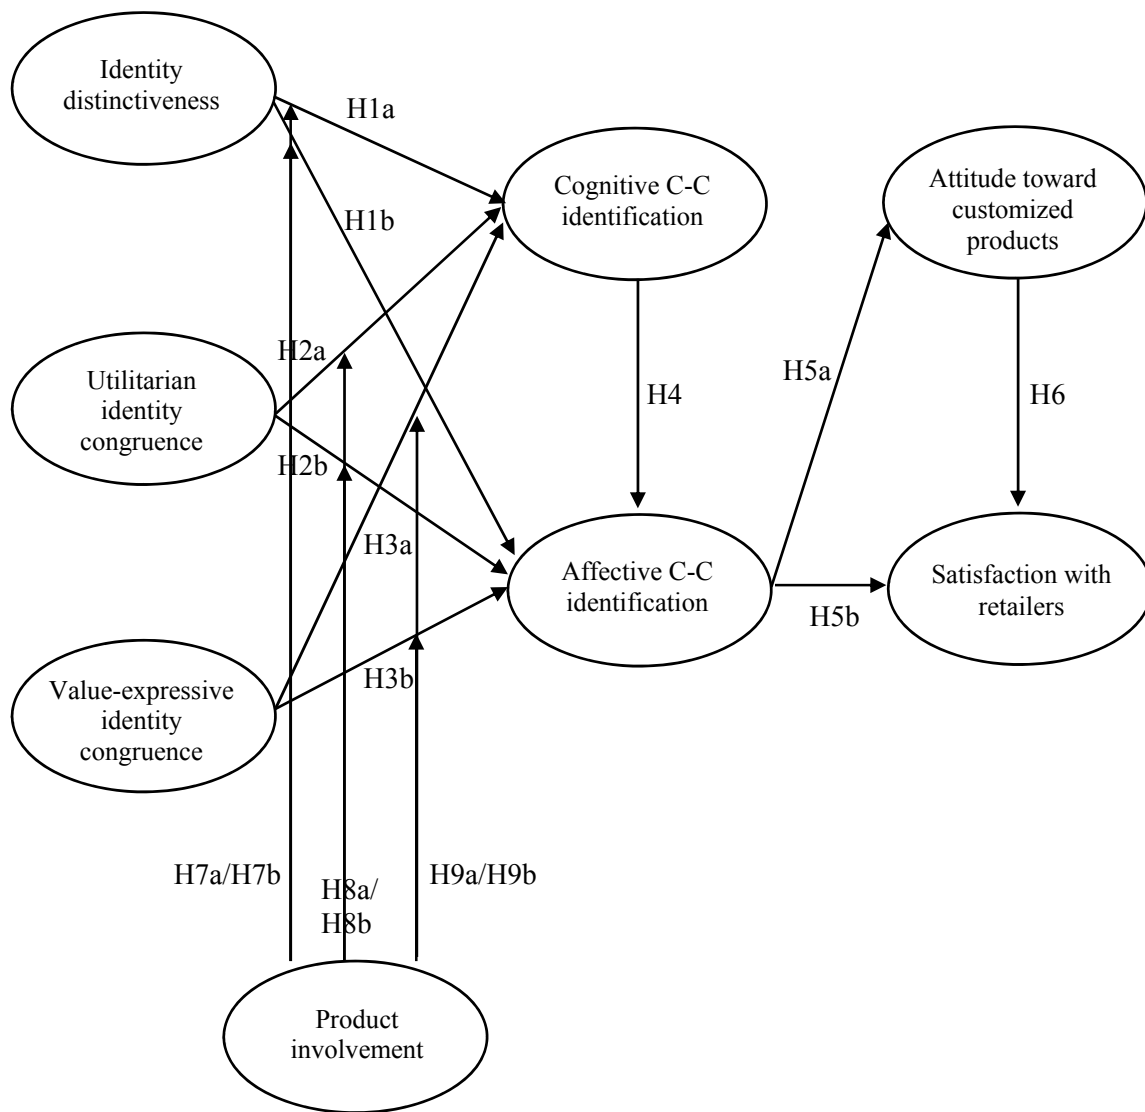 Identity
distinctiveness
H1a
Cognitive C-C
identification
Attitude toward
customized
products
H1b
H2a
Utilitarian
identity
congruence
H5a
H4
H6
H2b
H3a
Affective C-C
identification
Satisfaction with
retailers
H5b
H3b
Value-expressive
identity
congruence
H7a/H7b
H8a/
H8b
H9a/H9b
Product
involvement